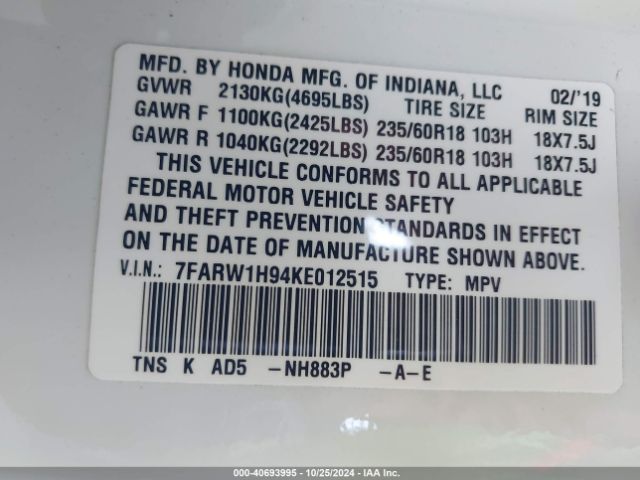 MFD. BY HONDA MFG. OF INDIANA, LLC 02/'19
GVWR 2130KG(4695LBS) TIRE SIZE RIM SIZE
GAWR F 1100KG(2425LBS) 235/60R18 103H 18X7.5J
GAWR R 1040KG(2292LBS) 235/60R18 103H 18X7.5J
THIS VEHICLE CONFORMS TO ALL APPLICABLE
FEDERAL MOTOR VEHICLE SAFETY
AND THEFT PREVENTION STANDARDS IN EFFECT
ON THE DATE OF MANUFACTURE SHOWN ABOVE.
V.I.N.: 7FARW1H94KE012515 TYPE: MPV
TNS K AD5 -NH883P -A-E
000-40693995 - 10/25/2024 - IAA Inc.